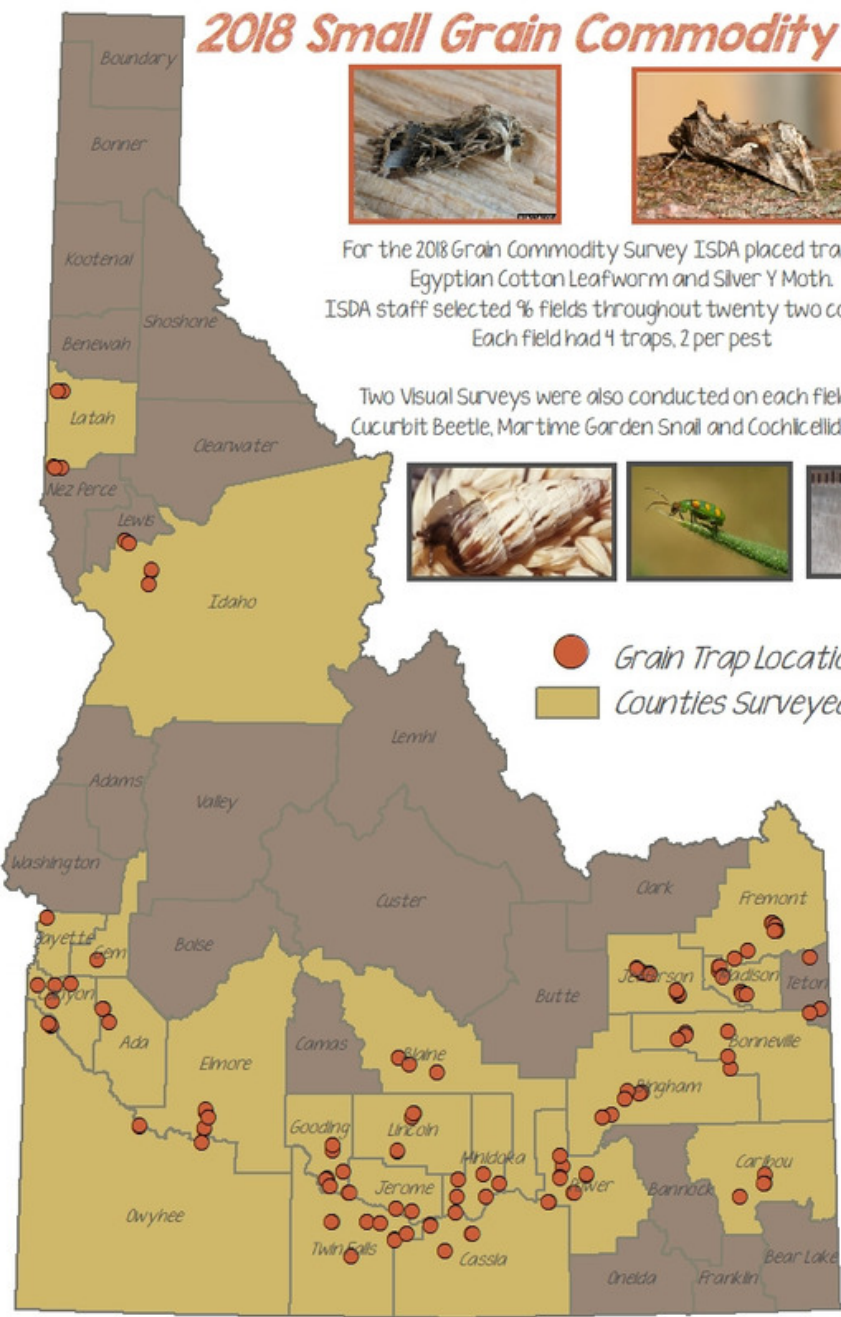 2018 Small Grain Commodity
For the 2018 Grain Commodity Survey ISDA placed tra
Egyptian Cotton Leafworm and Silver Y Moth.
ISDA staff selected 96 fields throughout twenty two co
Each field had 4 traps, 2 per pest
Two Visual Surveys were also conducted on each fiel
Cucurbit Beetle, Martime Garden Snail and Cochlicellid
Grain Trap Locatio
Counties Surveye
Boundary
Bonner
Kootenai
Shoshone
Benewah
Latah
Clearwater
Nez Perce
Lewis
Idaho
Lemhi
Adams
Valley
Washington
Custer
Clark
Fremont
Payette
Gem
Boise
Jefferson
Madison
Teton
Canyon
Butte
Ada
Camas
Blaine
Bonneville
Elmore
Bingham
Gooding
Lincoln
Minidoka
Caribou
Jerome
Power
Bannock
Owyhee
Twin Falls
Cassia
Oneida
Franklin
Bear Lake